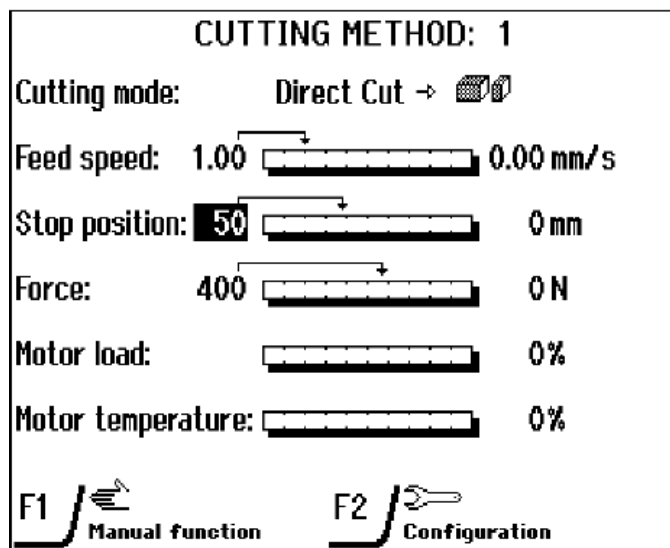 CUTTING METHOD: 1
Cutting mode: Direct Cut →
Feed speed: 1.00 0.00 mm/s
Stop position: 50 0 mm
Force: 400 0 N
Motor load: 0%
Motor temperature: 0%
F1 Manual function F2 Configuration